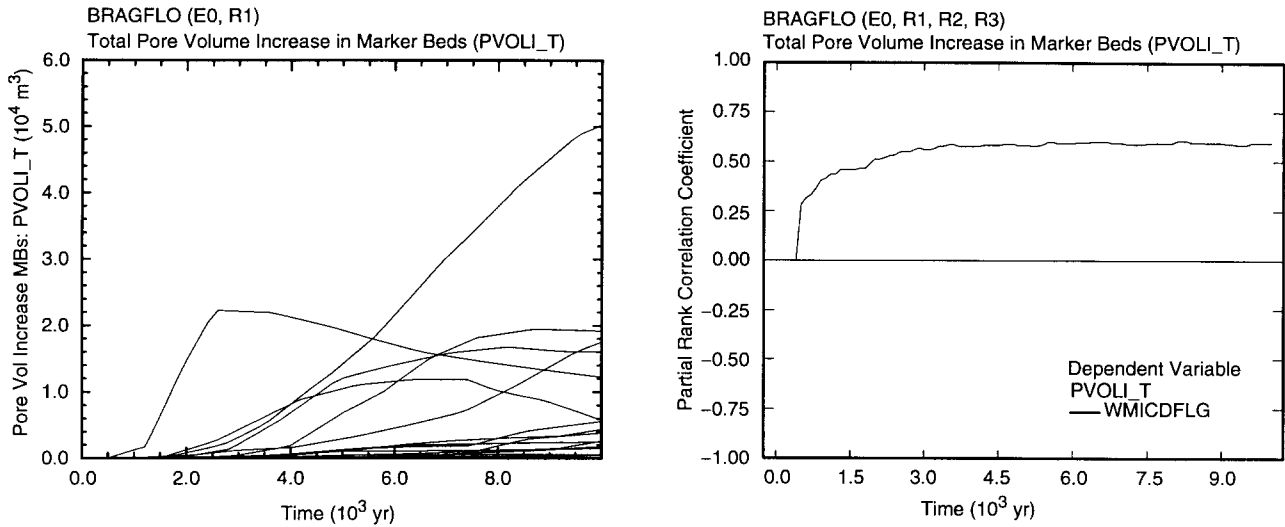 BRAGFLO (E0, R1)
Total Pore Volume Increase in Marker Beds (PVOLI_T)
Pore Vol Increase MBs: PVOLI_T (10⁴ m³)
6.0
5.0
4.0
3.0
2.0
1.0
0.0
0.0 2.0 4.0 6.0 8.0
Time (10³ yr)
BRAGFLO (E0, R1, R2, R3)
Total Pore Volume Increase in Marker Beds (PVOLI_T)
Partial Rank Correlation Coefficient
1.00
0.75
0.50
0.25
0.00
−0.25
−0.50
−0.75
−1.00
Dependent Variable
PVOLI_T
WMICDFLG
0.0 1.5 3.0 4.5 6.0 7.5 9.0
Time (10³ yr)